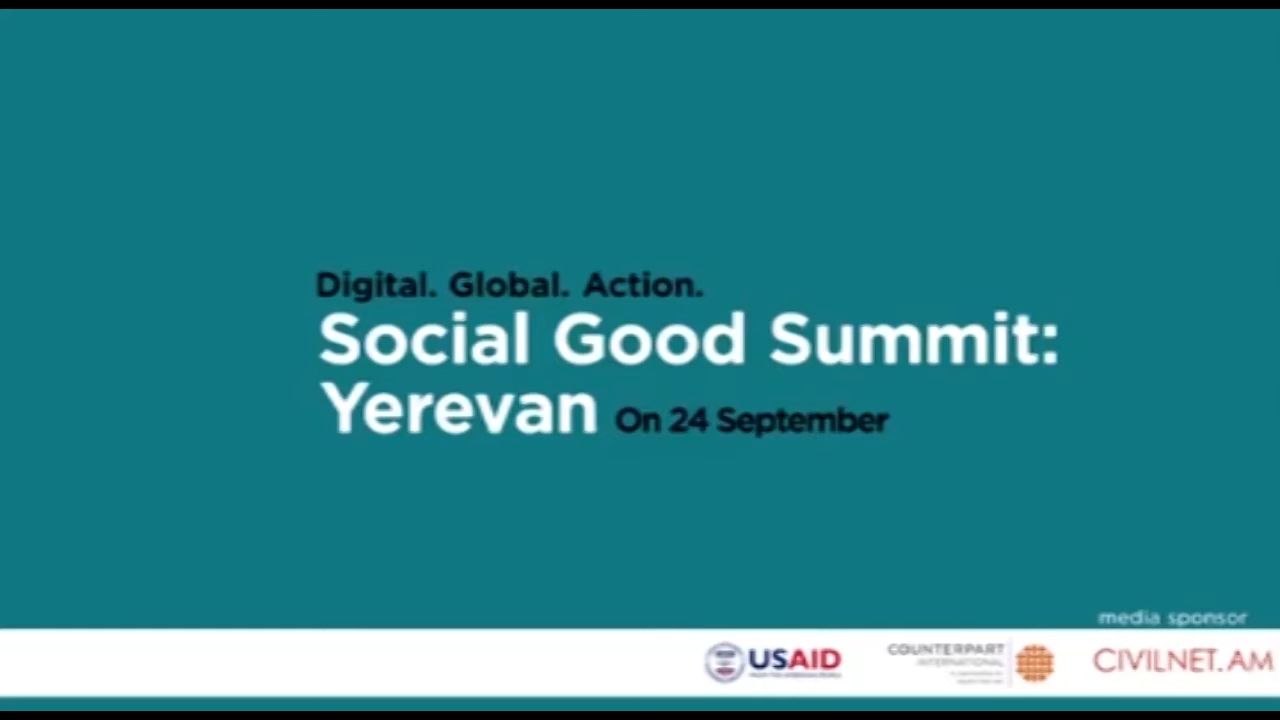 Digital. Global. Action.
Social Good Summit:
Yerevan On 24 September
media sponsor
USAID
COUNTERPART
INTERNATIONAL
CIVILNET.AM